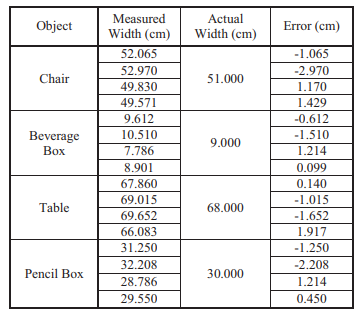 Object Measured Width (cm) Actual Width (cm) Error (cm)
Chair 52.065 51.000 -1.065
52.970 -2.970
49.830 1.170
49.571 1.429
Beverage Box 9.612 9.000 -0.612
10.510 -1.510
7.786 1.214
8.901 0.099
Table 67.860 68.000 0.140
69.015 -1.015
69.652 -1.652
66.083 1.917
Pencil Box 31.250 30.000 -1.250
32.208 -2.208
28.786 1.214
29.550 0.450